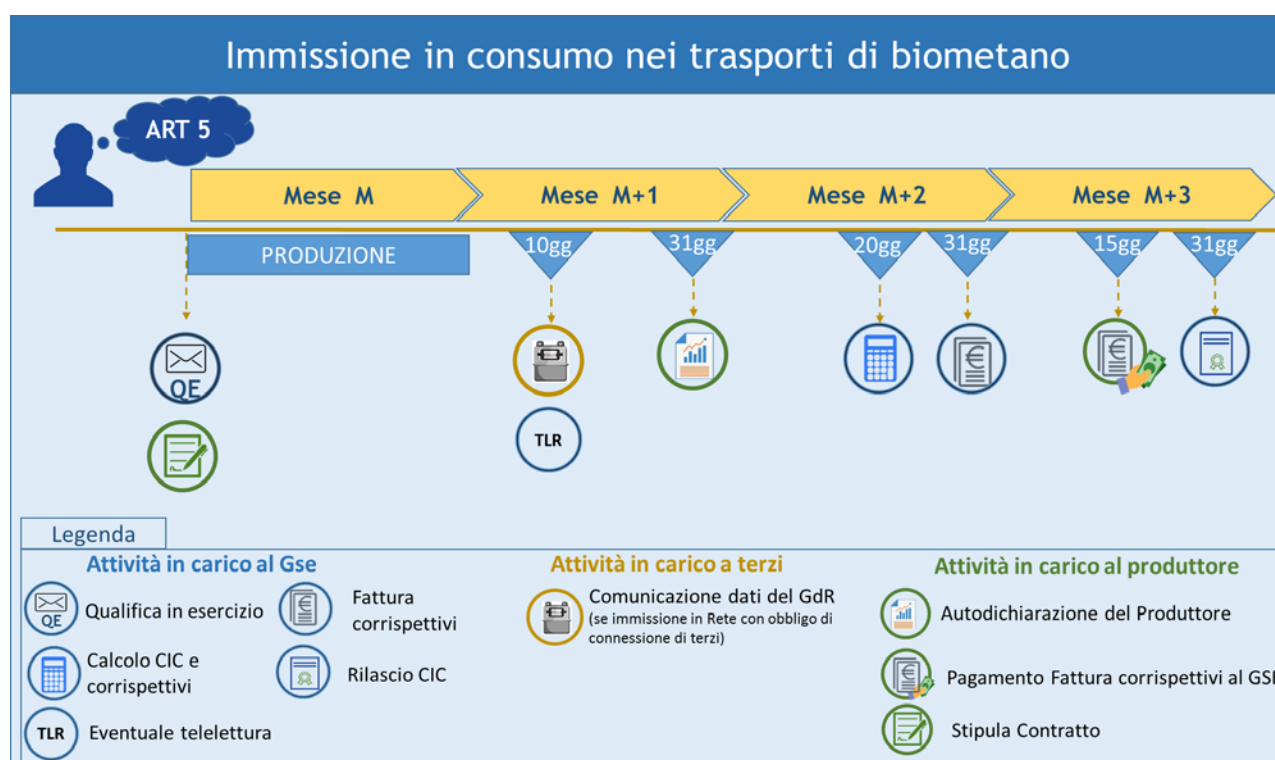 Immissione in consumo nei trasporti di biometano
ART 5
Mese M
Mese M+1
Mese M+2
Mese M+3
PRODUZIONE
10gg
31gg
20gg
31gg
15gg
31gg
QE
TLR
Legenda
Attività in carico al Gse
QE
Qualifica in esercizio
Fattura
corrispettivi
Calcolo CIC e
corrispettivi
Rilascio CIC
TLR
Eventuale telelettura
Attività in carico a terzi
Comunicazione dati del GdR
(se immissione in Rete con obbligo di
connessione di terzi)
Attività in carico al produttore
Autodichiarazione del Produttore
Pagamento Fattura corrispettivi al GSE
Stipula Contratto